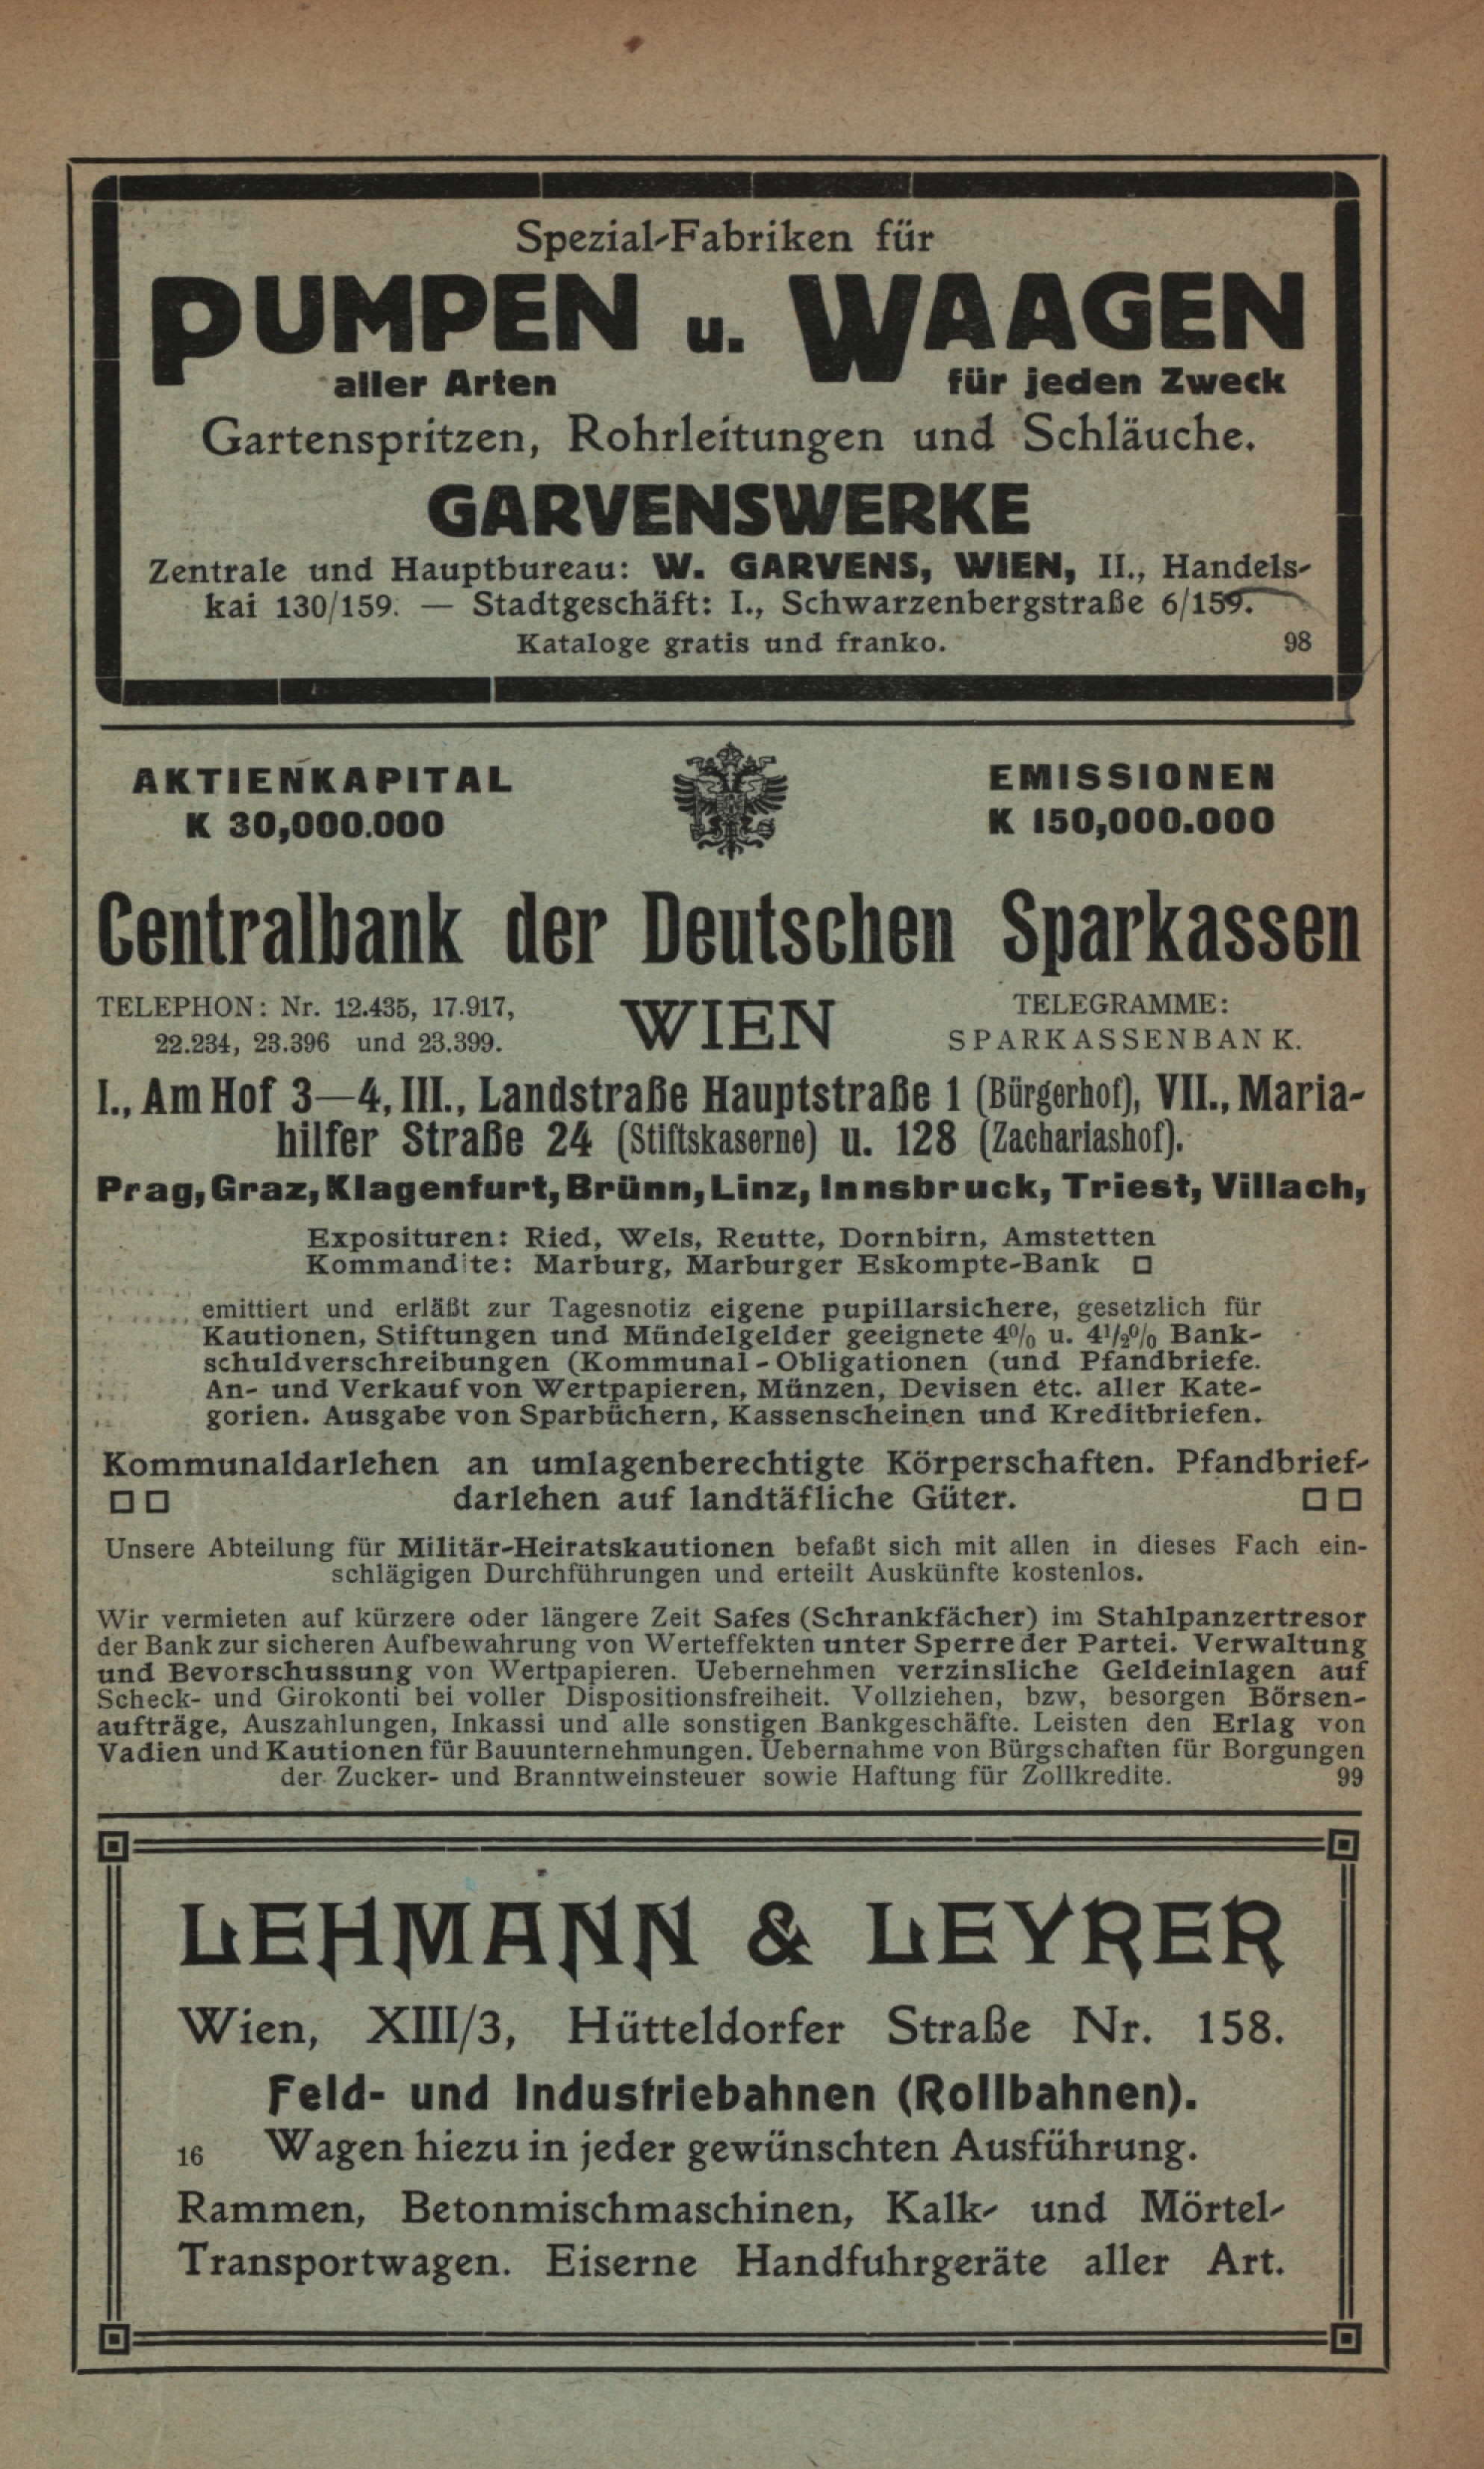 Spezial-Fabriken für
PUMPEN u. WAAGEN
aller Arten für jeden Zweck
Gartenspritzen, Rohrleitungen und Schläuche.
GARVENSWERKE
Zentrale und Hauptbureau: W. GARVENS, WIEN, II., Handels-
kai 130/159. — Stadtgeschäft: I., Schwarzenbergstraße 6/159.
Kataloge gratis und franko. 98
AKTIENKAPITAL
K 30,000.000
EMISSIONEN
K 150,000.000
Centralbank der Deutschen Sparkassen
TELEPHON: Nr. 12.435, 17.917,
22.234, 23.396 und 23.399.
WIEN
TELEGRAMME:
SPARKASSENBANK.
I., Am Hof 3—4, III., Landstraße Hauptstraße 1 (Bürgerhof), VII., Maria-
hilfer Straße 24 (Stiftskaserne) u. 128 (Zachariashof).
Prag, Graz, Klagenfurt, Brünn, Linz, Innsbruck, Triest, Villach,
Exposituren: Ried, Wels, Reutte, Dornbirn, Amstetten
Kommandite: Marburg, Marburger Eskompte-Bank
emittiert und erläßt zur Tagesnotiz eigene pupillarsichere, gesetzlich für
Kautionen, Stiftungen und Mündelgelder geeignete 4% u. 4½% Bank-
schuldverschreibungen (Kommunal-Obligationen (und Pfandbriefe.
An- und Verkauf von Wertpapieren, Münzen, Devisen etc. aller Kate-
gorien. Ausgabe von Sparbüchern, Kassenscheinen und Kreditbriefen.
Kommunaldarlehen an umlagenberechtigte Körperschaften. Pfandbrief-
darlehen auf landtäfliche Güter.
Unsere Abteilung für Militär-Heiratskautionen befaßt sich mit allen in dieses Fach ein-
schlägigen Durchführungen und erteilt Auskünfte kostenlos.
Wir vermieten auf kürzere oder längere Zeit Safes (Schrankfächer) im Stahlpanzertresor
der Bank zur sicheren Aufbewahrung von Werteffekten unter Sperre der Partei. Verwaltung
und Bevorschussung von Wertpapieren. Uebernehmen verzinsliche Geldeinlagen auf
Scheck- und Girokonti bei voller Dispositionsfreiheit. Vollziehen, bzw, besorgen Börsen-
aufträge, Auszahlungen, Inkassi und alle sonstigen Bankgeschäfte. Leisten den Erlag von
Vadien und Kautionen für Bauunternehmungen. Uebernahme von Bürgschaften für Borgungen
der Zucker- und Branntweinsteuer sowie Haftung für Zollkredite. 99
LEHMANN & LEYRER
Wien, XIII/3, Hütteldorfer Straße Nr. 158.
Feld- und Industriebahnen (Rollbahnen).
16 Wagen hiezu in jeder gewünschten Ausführung.
Rammen, Betonmischmaschinen, Kalk- und Mörtel-
Transportwagen. Eiserne Handfuhrgeräte aller Art.